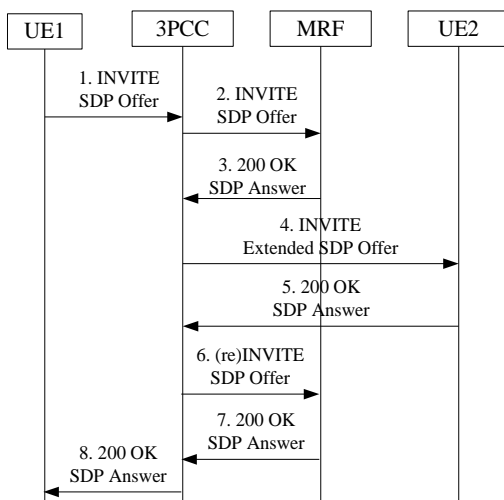 UE1
3PCC
MRF
UE2
1. INVITE
SDP Offer
2. INVITE
SDP Offer
3. 200 OK
SDP Answer
4. INVITE
Extended SDP Offer
5. 200 OK
SDP Answer
6. (re)INVITE
SDP Offer
7. 200 OK
SDP Answer
8. 200 OK
SDP Answer